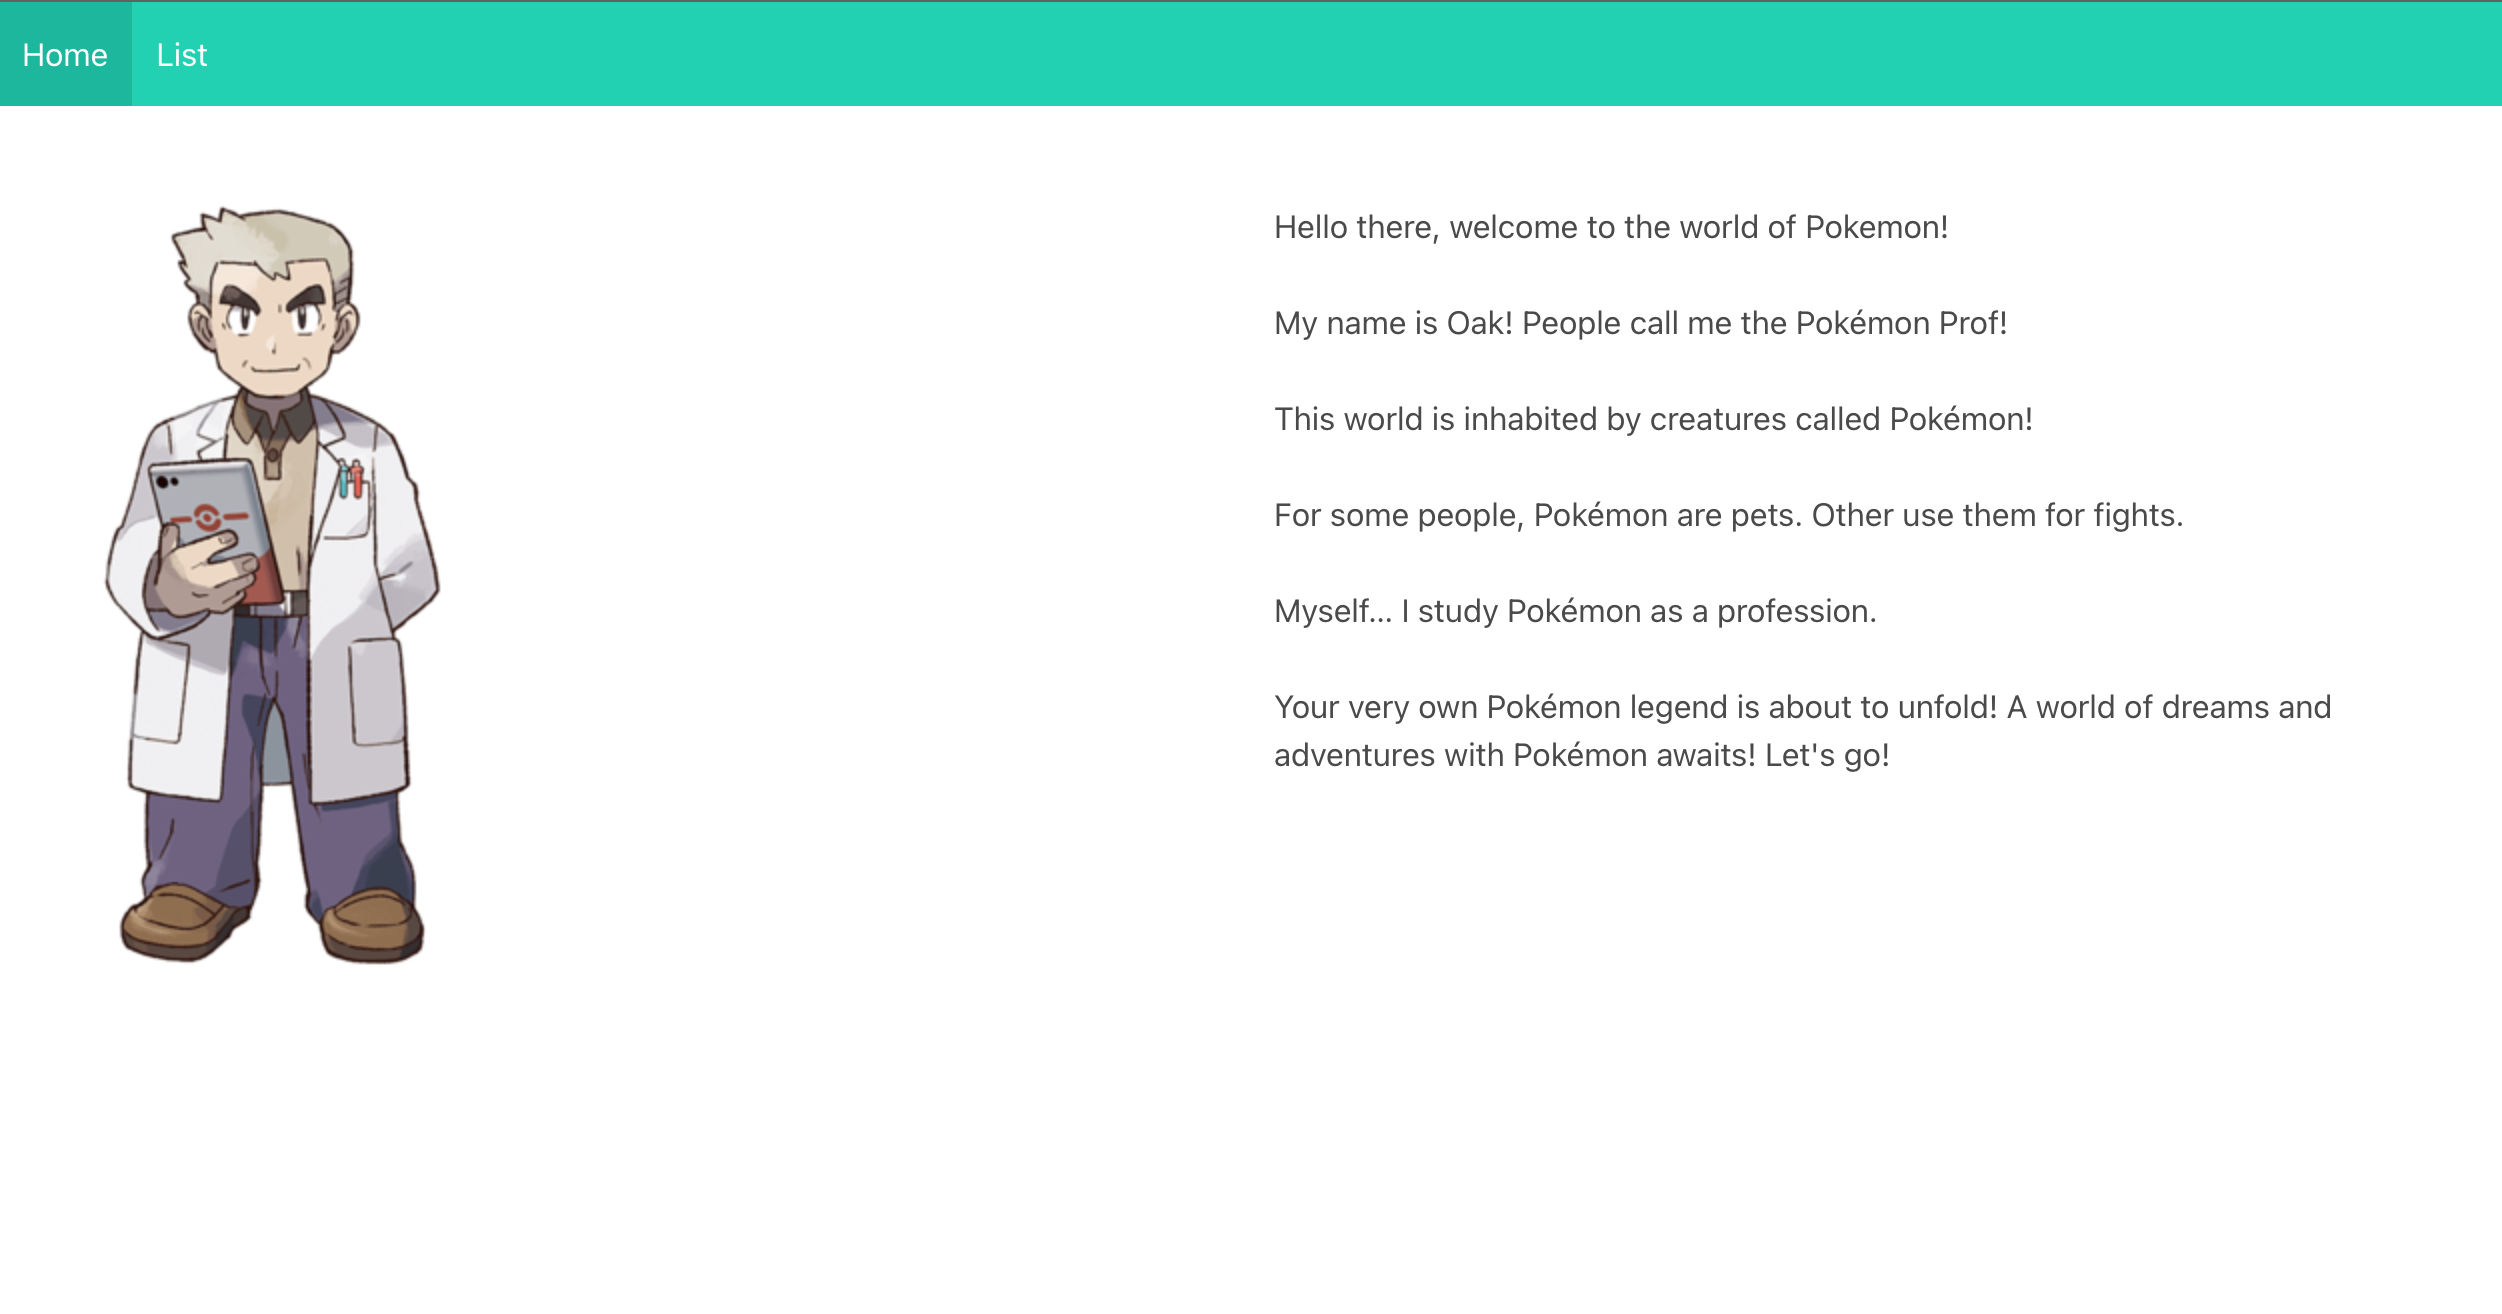 Home List
Hello there, welcome to the world of Pokemon!
My name is Oak! People call me the Pokémon Prof!
This world is inhabited by creatures called Pokémon!
For some people, Pokémon are pets. Other use them for fights.
Myself... I study Pokémon as a profession.
Your very own Pokémon legend is about to unfold! A world of dreams and
adventures with Pokémon awaits! Let's go!